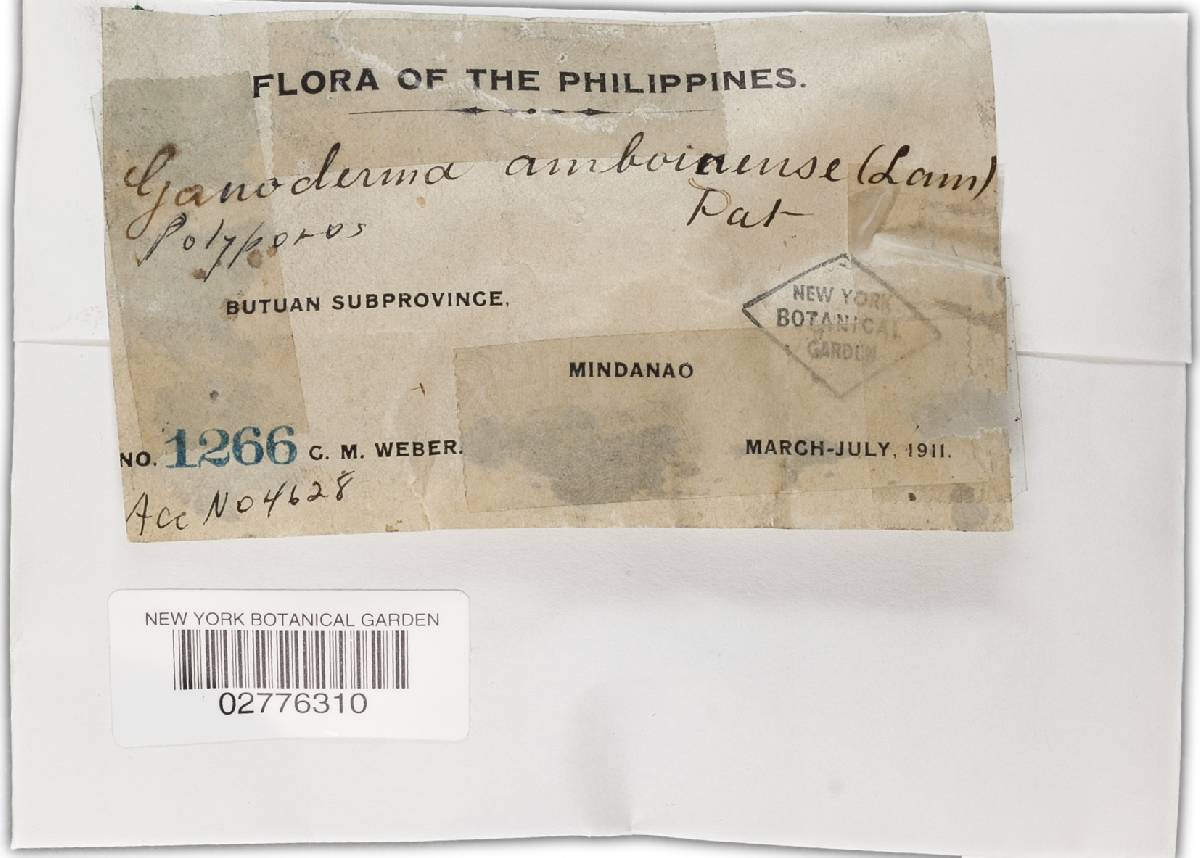 FLORA OF THE PHILIPPINES.
Ganoderma amboinense (Lam)
Pat
Polyporus
BUTUAN SUBPROVINCE,
NEW YORK
BOTANICAL
GARDEN
MINDANAO
NO. 1266 C. M. WEBER.
MARCH-JULY, 1911.
Acc No 4628
NEW YORK BOTANICAL GARDEN
02776310